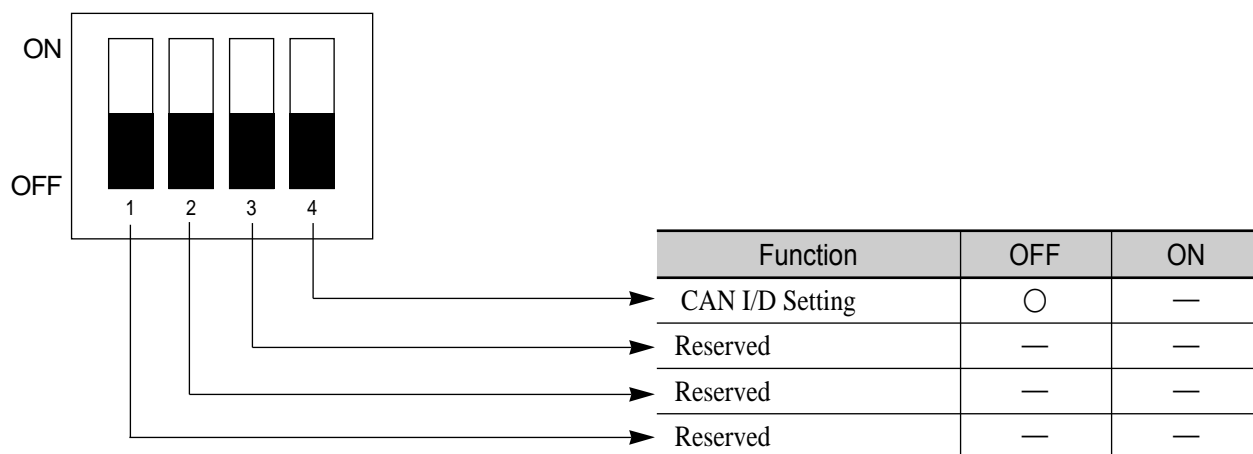 ON
OFF
1 2 3 4
Function OFF ON
CAN I/D Setting ○ —
Reserved — —
Reserved — —
Reserved — —